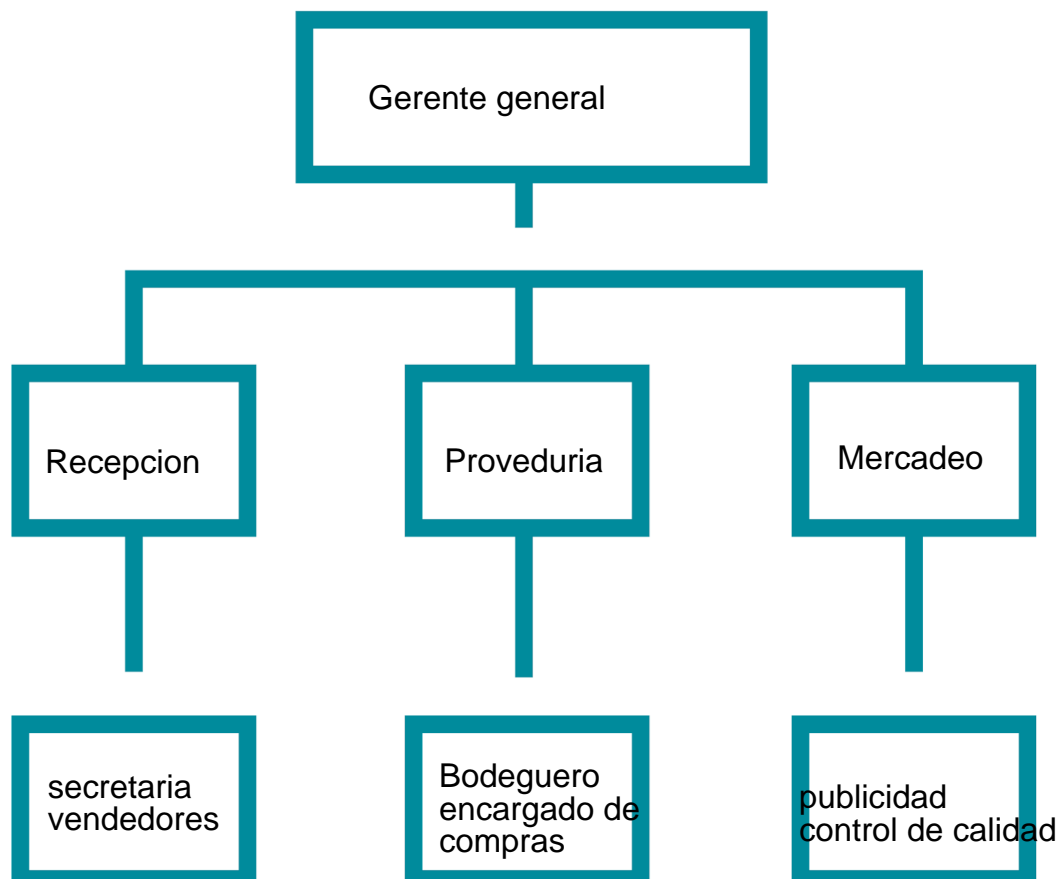 Gerente general
Recepcion
Proveduria
Mercadeo
secretaria
vendedores
Bodeguero
encargado de
compras
publicidad
control de calidad